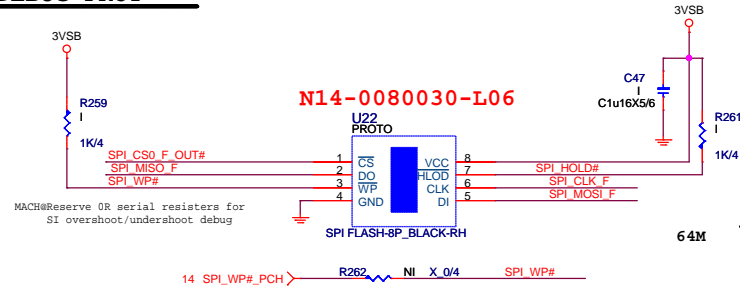 3VSB
3VSB
R259
I
1K/4
N14-0080030-L06
U22
PROTO
C47
I
C1u16X5/6
R261
I
1K/4
SPI_CS0_F_OUT#
SPI_MISO_F
SPI_WP#
1
2
3
4
CS
DO
WP
GND
VCC
HLOD
CLK
DI
8
7
6
5
SPI_HOLD#
SPI_CLK_F
SPI_MOSI_F
MACH@Reserve 0R serial resisters for
SI overshoot/undershoot debug
SPI FLASH-8P_BLACK-RH
64M
14 SPI_WP#_PCH
R262
NI
X_0/4
SPI_WP#